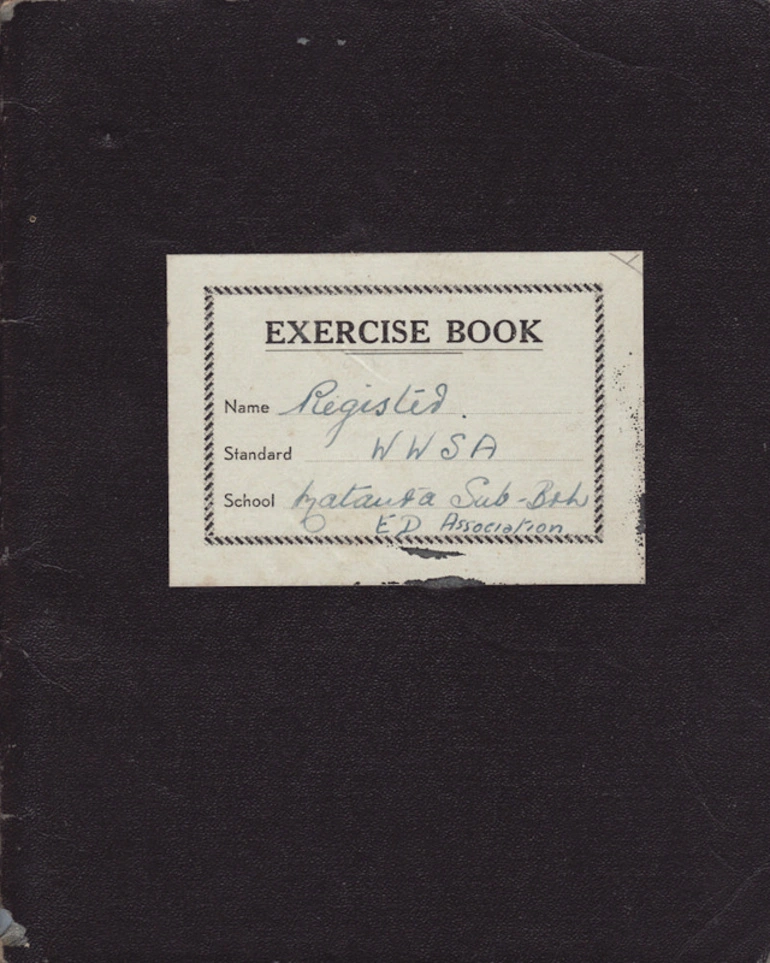 EXERCISE BOOK
Name Registed.
Standard WWSA
School Mataura Sub-Bch
ED Association